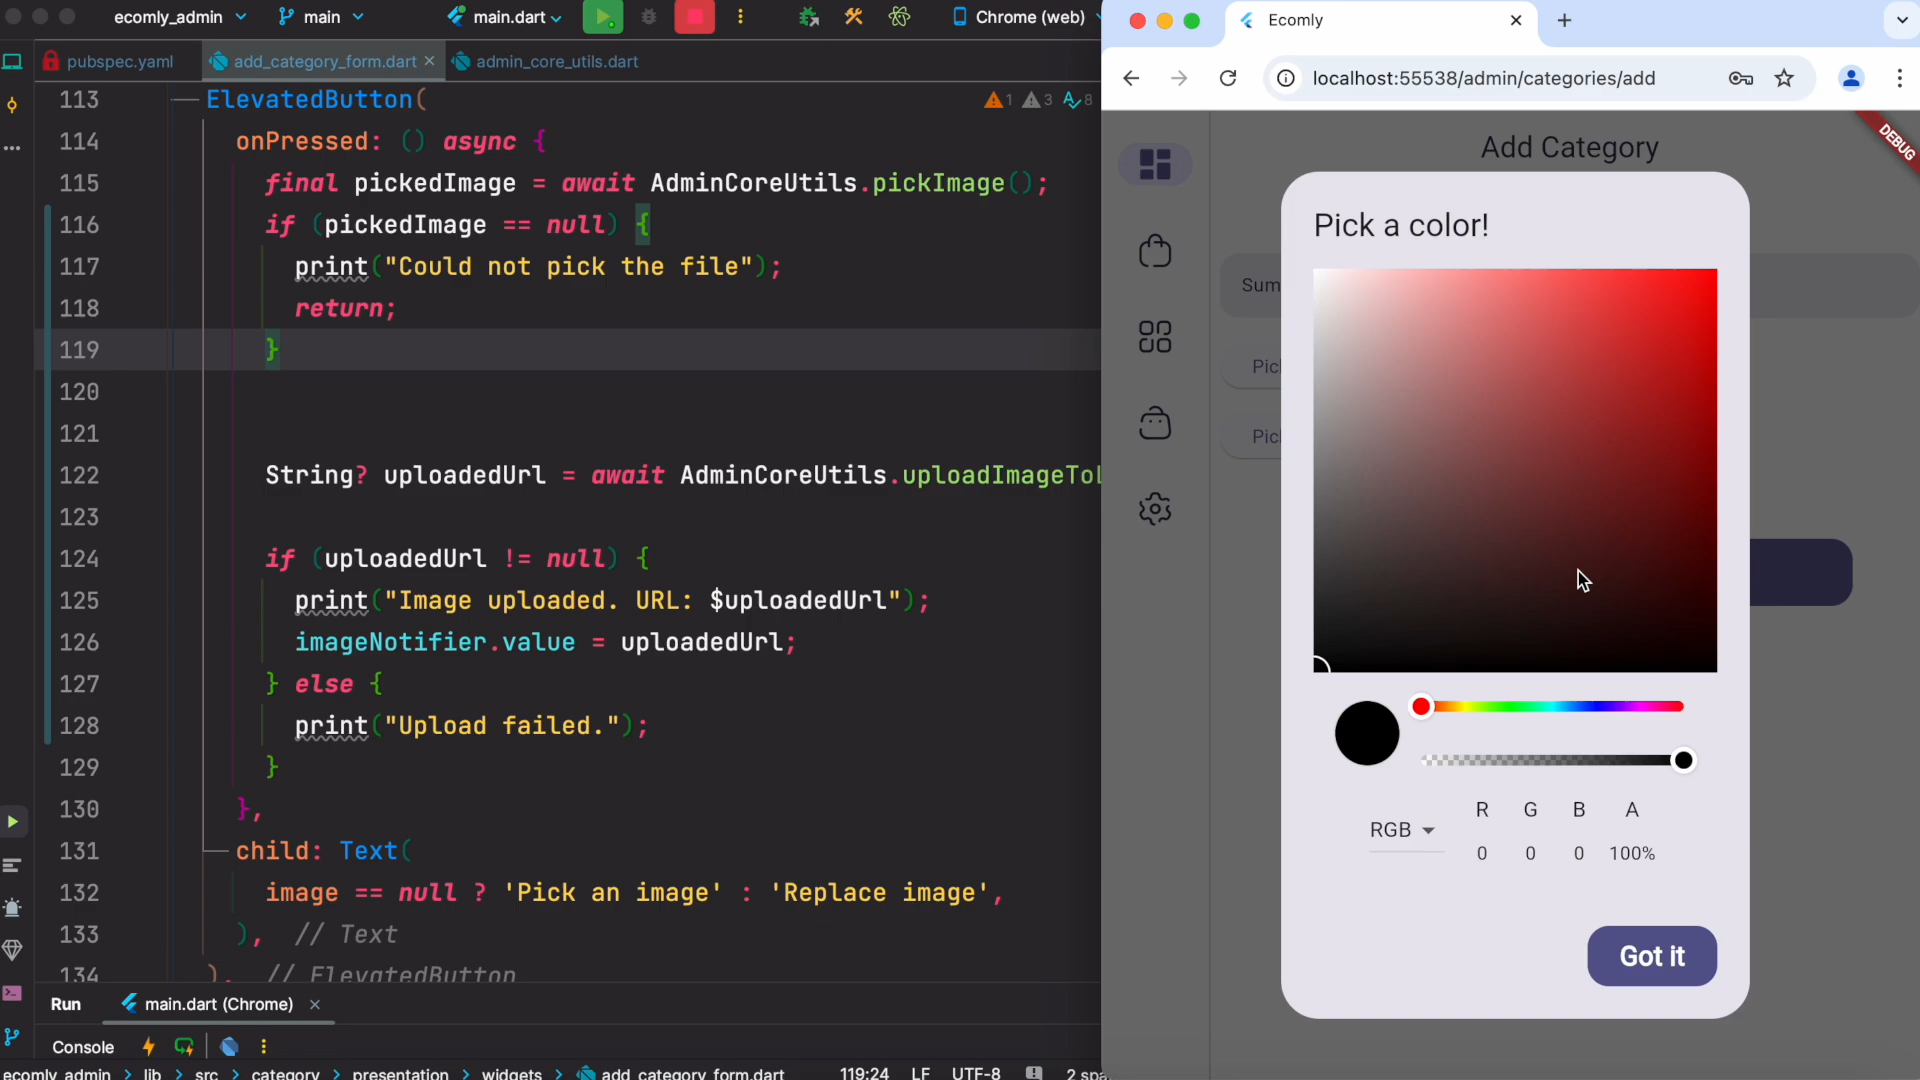 ecomly_admin main main.dart Chrome (web)
pubspec.yaml add_category_form.dart admin_core_utils.dart
113 ElevatedButton( 1 3 8
114 onPressed: () async {
115 final pickedImage = await AdminCoreUtils.pickImage();
116 if (pickedImage == null) {
117 print("Could not pick the file");
118 return;
119 }
120
121
122 String? uploadedUrl = await AdminCoreUtils.uploadImageTo
123
124 if (uploadedUrl != null) {
125 print("Image uploaded. URL: $uploadedUrl");
126 imageNotifier.value = uploadedUrl;
127 } else {
128 print("Upload failed.");
129 }
130 },
131 child: Text(
132 image == null ? 'Pick an image' : 'Replace image',
133 ), // Text
134 ), // ElevatedButton
Run main.dart (Chrome)
Console
ecomly_admin lib src category presentation widgets add_category_form.dart 119:24 LF UTF-8 2 spa
Ecomly
localhost:55538/admin/categories/add
DEBUG
Add Category
Pick a color!
Sum
Pic
Pic
R G B A
RGB
0 0 0 100%
Got it